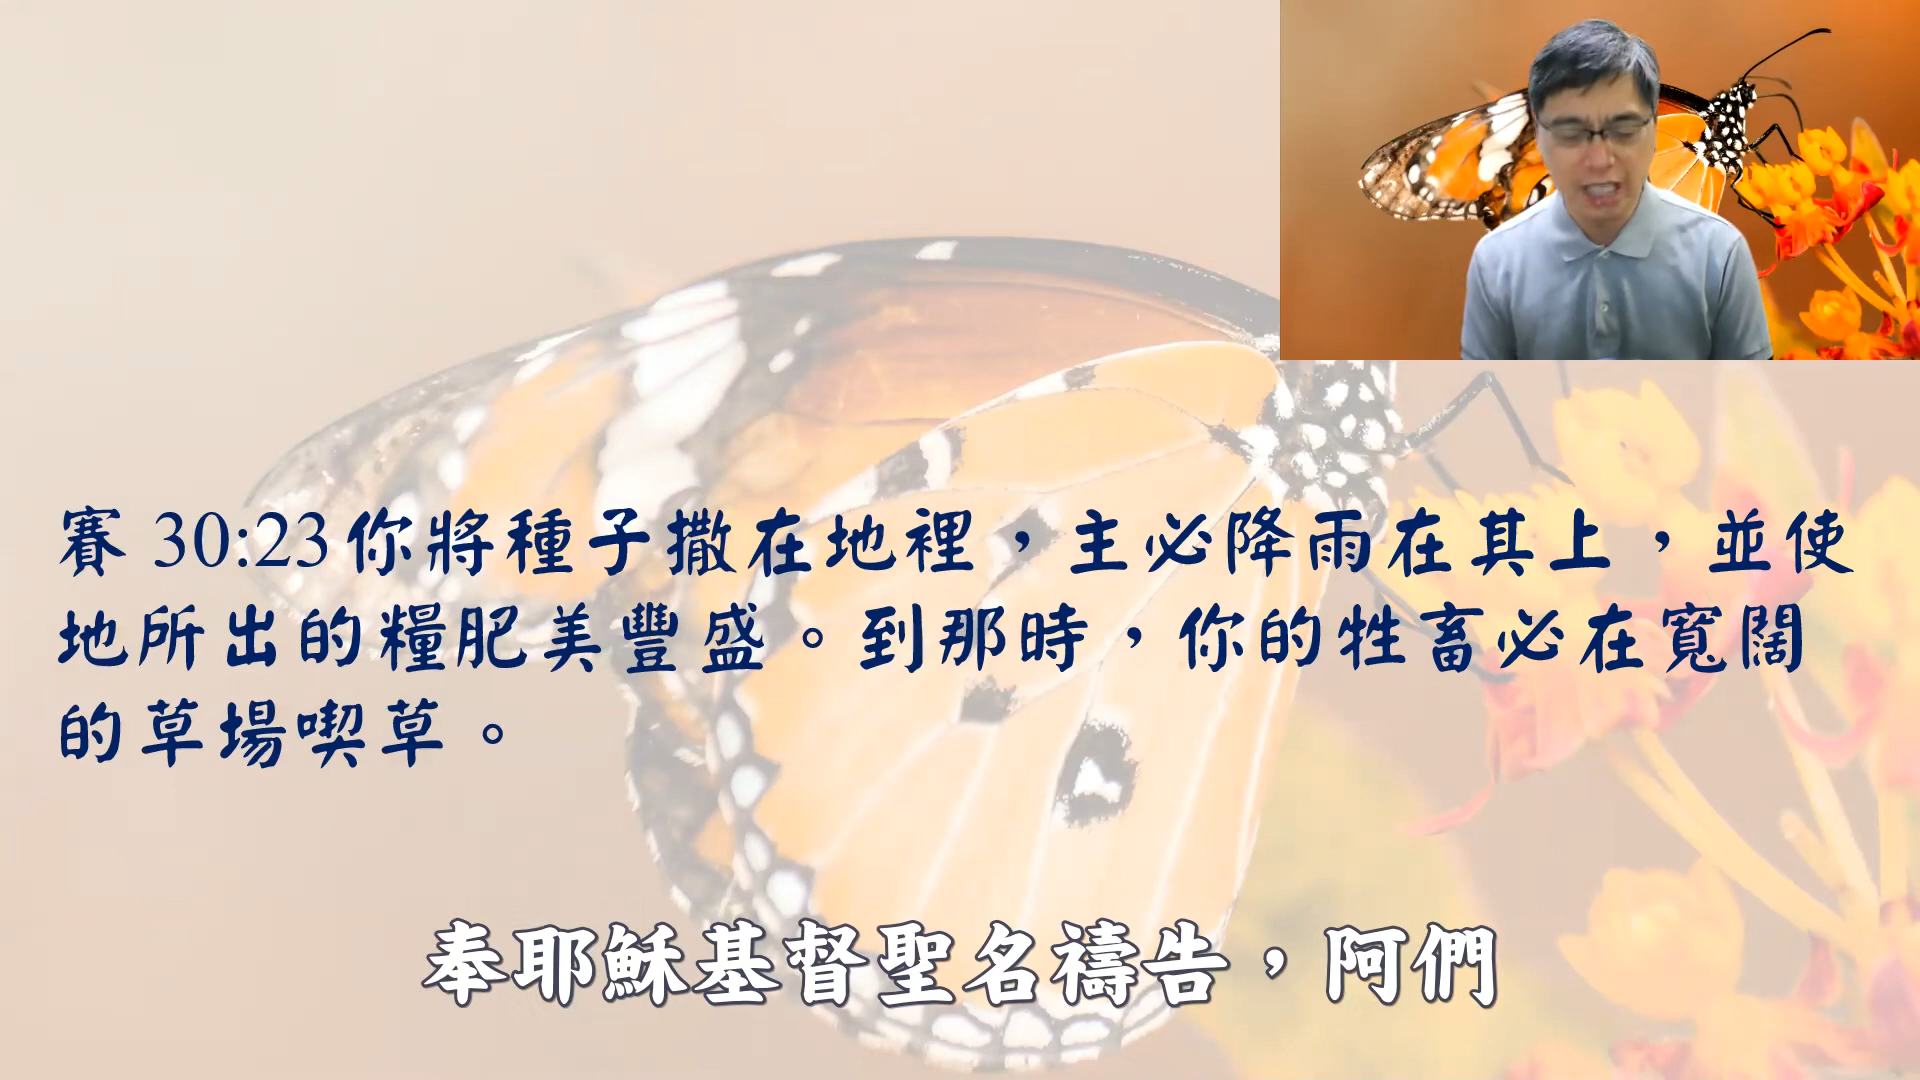 賽 30:23你將種子撒在地裡，主必降雨在其上，並使
地所出的糧肥美豐盛。到那時，你的牲畜必在寬闊
的草場喫草。
奉耶穌基督聖名禱告，阿們